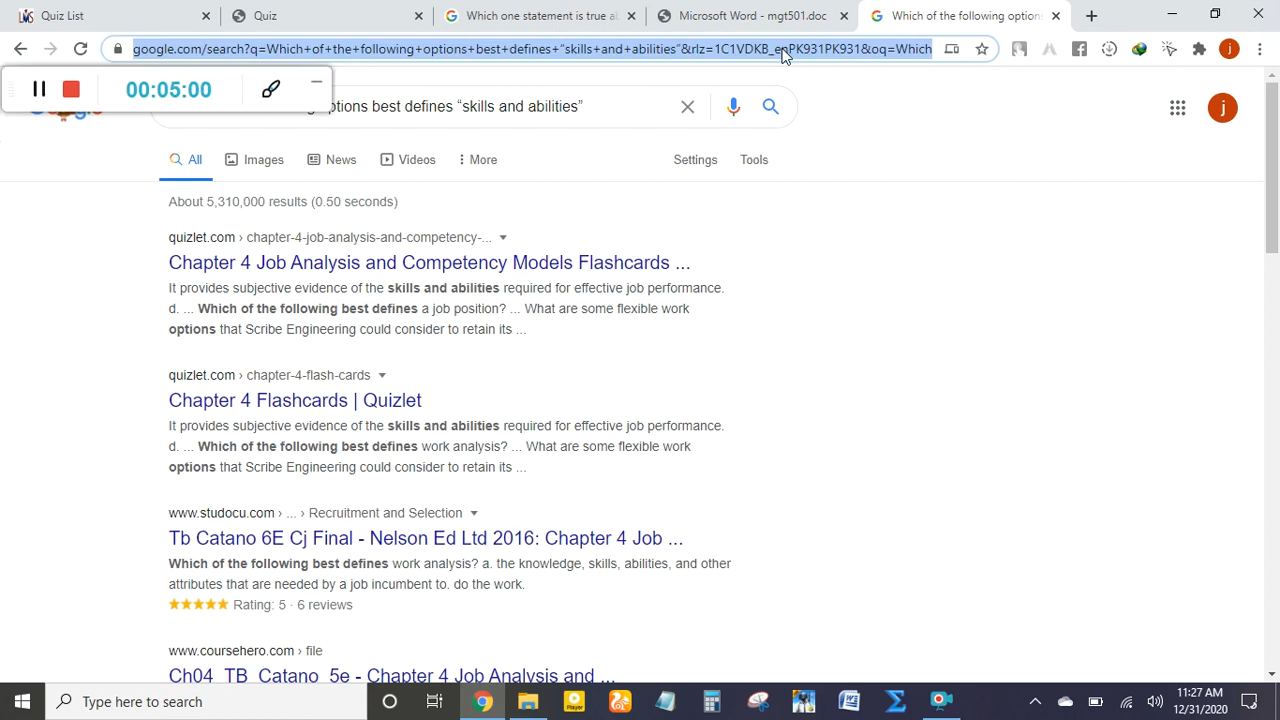 Quiz List
Quiz
Which one statement is true al
Microsoft Word - mgt501.doc
Which of the following option
google.com/search?q=Which+of+the+following+options+best+defines+"skills+and+abilities"&rlz=1C1VDKB_enPK931PK931&oq=Which
j
00:05:00
options best defines “skills and abilities”
j
All
Images
News
Videos
More
Settings
Tools
About 5,310,000 results (0.50 seconds)
quizlet.com › chapter-4-job-analysis-and-competency-...
Chapter 4 Job Analysis and Competency Models Flashcards ...
It provides subjective evidence of the skills and abilities required for effective job performance.
d. ... Which of the following best defines a job position? ... What are some flexible work
options that Scribe Engineering could consider to retain its ...
quizlet.com › chapter-4-flash-cards
Chapter 4 Flashcards | Quizlet
It provides subjective evidence of the skills and abilities required for effective job performance.
d. ... Which of the following best defines work analysis? ... What are some flexible work
options that Scribe Engineering could consider to retain its ...
www.studocu.com › ... › Recruitment and Selection
Tb Catano 6E Cj Final - Nelson Ed Ltd 2016: Chapter 4 Job ...
Which of the following best defines work analysis? a. the knowledge, skills, abilities, and other
attributes that are needed by a job incumbent to. do the work.
Rating: 5 · 6 reviews
www.coursehero.com › file
Ch04_TB_Catano_5e - Chapter 4 Job Analysis and ...
Type here to search
Player
11:27 AM
12/31/2020